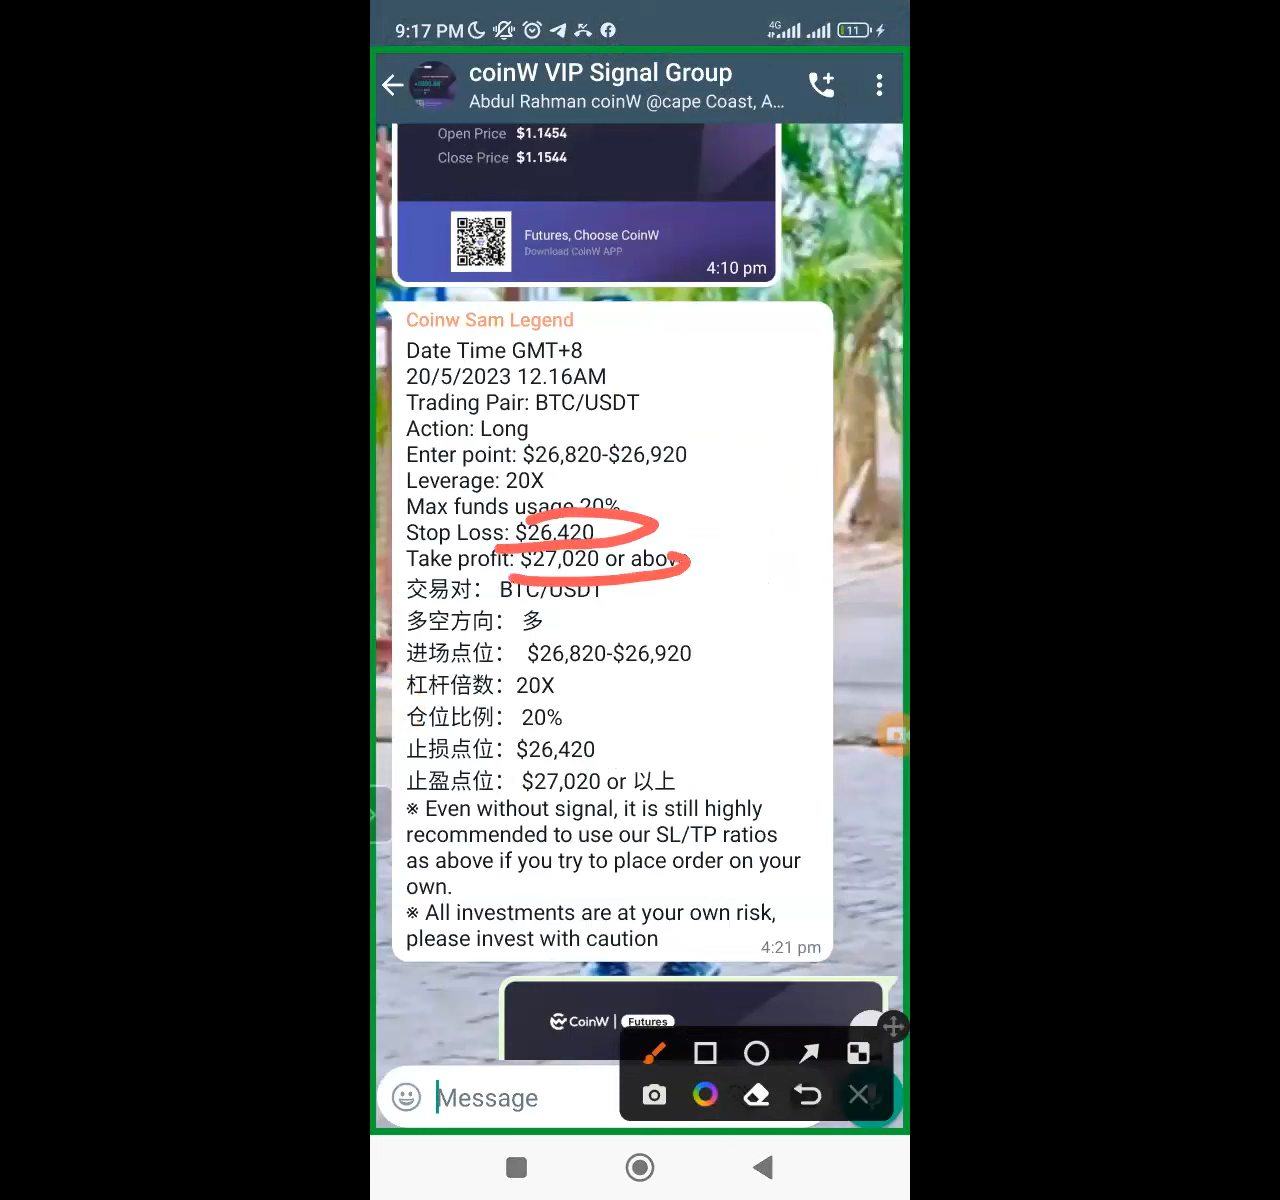 9:17 PM
4G
11
coinW VIP Signal Group
Abdul Rahman coinW @cape Coast, A...
Open Price $1.1454
Close Price $1.1544
Futures, Choose CoinW
Download CoinW APP
4:10 pm
Coinw Sam Legend
Date Time GMT+8
20/5/2023 12.16AM
Trading Pair: BTC/USDT
Action: Long
Enter point: $26,820-$26,920
Leverage: 20X
Max funds usage 20%
Stop Loss: $26,420
Take profit: $27,020 or above
交易对： BTC/USDT
多空方向： 多
进场点位： $26,820-$26,920
杠杆倍数：20X
仓位比例： 20%
止损点位：$26,420
止盈点位： $27,020 or 以上
※ Even without signal, it is still highly
recommended to use our SL/TP ratios
as above if you try to place order on your
own.
※ All investments are at your own risk,
please invest with caution
4:21 pm
CoinW | Futures
Message